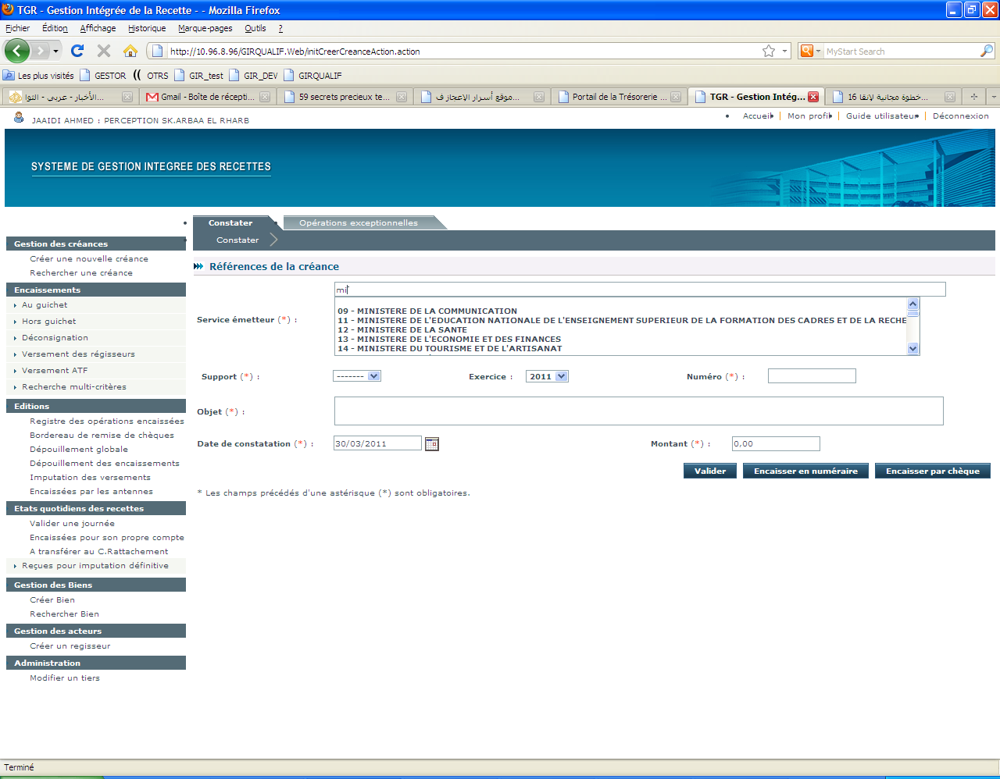 TGR - Gestion Intégrée de la Recette - - Mozilla Firefox
Fichier Édition Affichage Historique Marque-pages Outils ?
http://10.96.8.96/GIRQUALIF.Web/initCreerCreanceAction.action
MyStart Search
Les plus visités GESTOR OTRS GIR_test GIR_DEV GIRQUALIF
الأخبار - عربي - الثوا... Gmail - Boîte de récepti... 59 secrets precieux te... موقع أسرار الإعجاز ف... Portail de la Trésorerie ... TGR - Gestion Intég... 16 خطوة مجانية لإنقا...
JAAIDI AHMED : PERCEPTION SK.ARBAA EL RHARB
Accueil Mon profil Guide utilisateur Déconnexion
SYSTEME DE GESTION INTEGREE DES RECETTES
Constater Opérations exceptionnelles
Constater
Gestion des créances
Créer une nouvelle créance
Rechercher une créance
Encaissements
Au guichet
Hors guichet
Déconsignation
Versement des régisseurs
Versement ATF
Recherche multi-critères
Editions
Registre des opérations encaissées
Bordereau de remise de chèques
Dépouillement globale
Dépouillement des encaissements
Imputation des versements
Encaissées par les antennes
Etats quotidiens des recettes
Valider une journée
Encaissées pour son propre compte
A transférer au C.Rattachement
Reçues pour imputation définitive
Gestion des Biens
Créer Bien
Rechercher Bien
Gestion des acteurs
Créer un regisseur
Administration
Modifier un tiers
Références de la créance
mi
Service émetteur (*) :
09 - MINISTERE DE LA COMMUNICATION
11 - MINISTERE DE L'EDUCATION NATIONALE DE L'ENSEIGNEMENT SUPERIEUR DE LA FORMATION DES CADRES ET DE LA RECHE
12 - MINISTERE DE LA SANTE
13 - MINISTERE DE L'ECONOMIE ET DES FINANCES
14 - MINISTERE DU TOURISME ET DE L'ARTISANAT
Support (*) : ------- Exercice : 2011 Numéro (*) :
Objet (*) :
Date de constatation (*) : 30/03/2011 Montant (*) : 0,00
Valider Encaisser en numéraire Encaisser par chèque
* Les champs précédés d'une astérisque (*) sont obligatoires.
Terminé